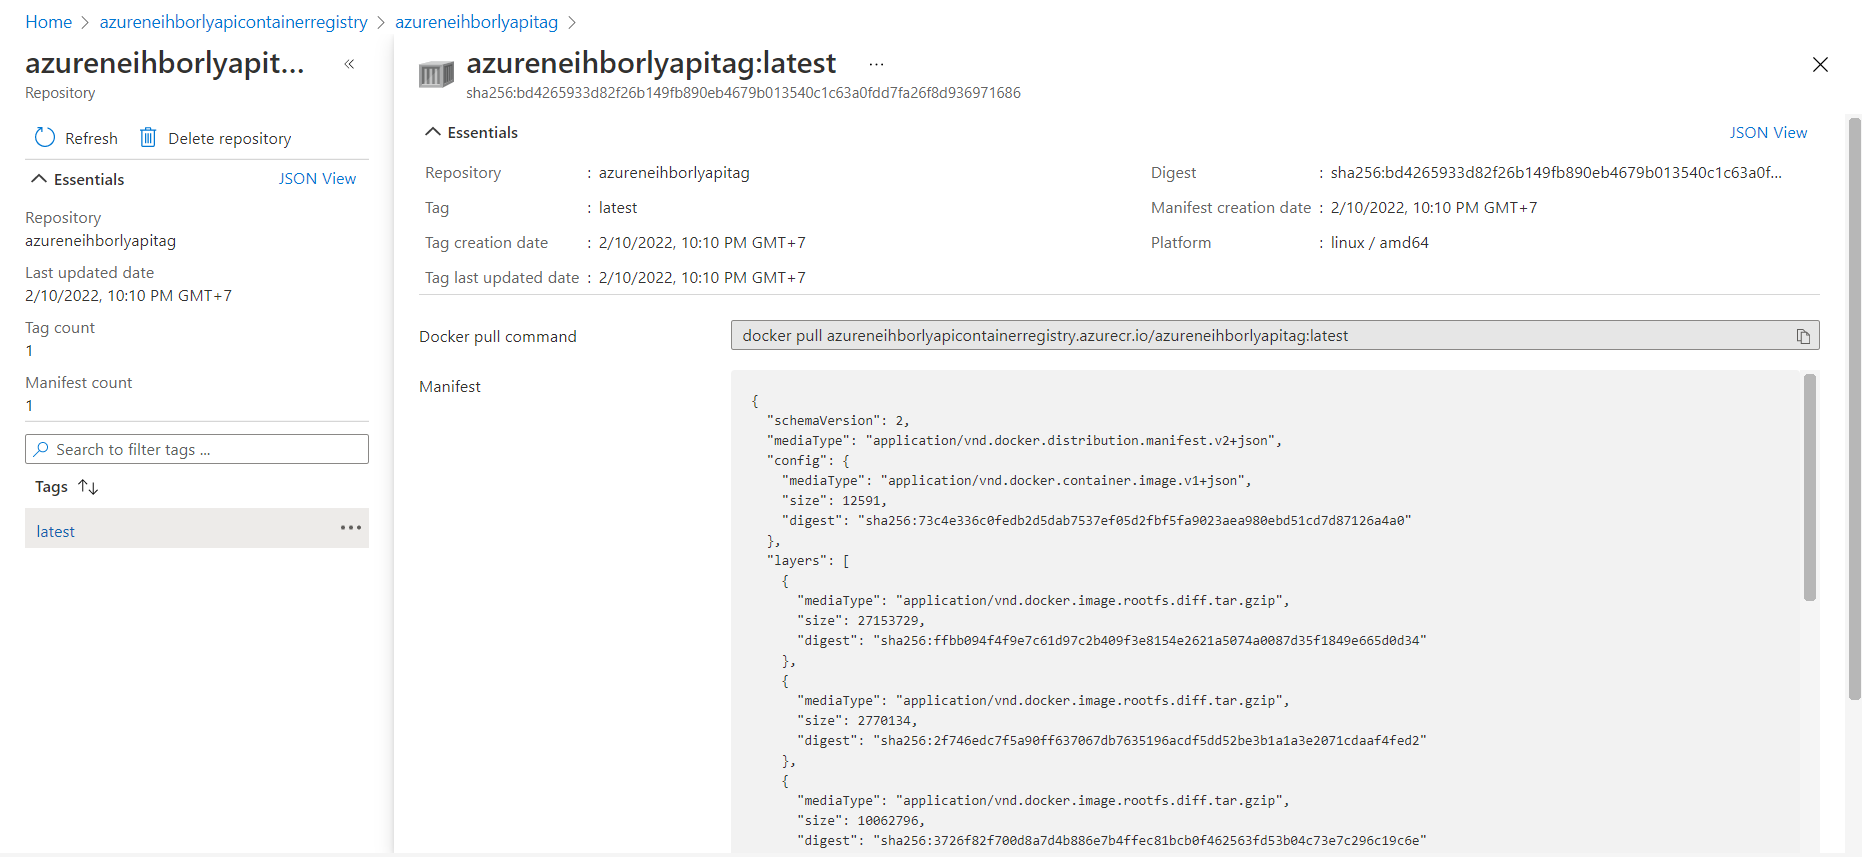 Home > azureneihborlyapicontainerregistry > azureneihborlyapitag >
azureneihborlyapit...
«
Repository
Refresh
Delete repository
Essentials
JSON View
Repository
azureneihborlyapitag
Last updated date
2/10/2022, 10:10 PM GMT+7
Tag count
1
Manifest count
1
Search to filter tags ...
Tags ↑↓
latest ...
azureneihborlyapitag:latest ...
sha256:bd4265933d82f26b149fb890eb4679b013540c1c63a0fdd7fa26f8d936971686
Essentials
JSON View
Repository : azureneihborlyapitag
Tag : latest
Tag creation date : 2/10/2022, 10:10 PM GMT+7
Tag last updated date : 2/10/2022, 10:10 PM GMT+7
Digest : sha256:bd4265933d82f26b149fb890eb4679b013540c1c63a0f...
Manifest creation date : 2/10/2022, 10:10 PM GMT+7
Platform : linux / amd64
Docker pull command
docker pull azureneihborlyapicontainerregistry.azurecr.io/azureneihborlyapitag:latest
Manifest
{
"schemaVersion": 2,
"mediaType": "application/vnd.docker.distribution.manifest.v2+json",
"config": {
"mediaType": "application/vnd.docker.container.image.v1+json",
"size": 12591,
"digest": "sha256:73c4e336c0fedb2d5dab7537ef05d2fbf5fa9023aea980ebd51cd7d87126a4a0"
},
"layers": [
{
"mediaType": "application/vnd.docker.image.rootfs.diff.tar.gzip",
"size": 27153729,
"digest": "sha256:ffbb094f4f9e7c61d97c2b409f3e8154e2621a5074a0087d35f1849e665d0d34"
},
{
"mediaType": "application/vnd.docker.image.rootfs.diff.tar.gzip",
"size": 2770134,
"digest": "sha256:2f746edc7f5a90ff637067db7635196acdf5dd52be3b1a1a3e2071cdaaf4fed2"
},
{
"mediaType": "application/vnd.docker.image.rootfs.diff.tar.gzip",
"size": 10062796,
"digest": "sha256:3726f82f700d8a7d4b886e7b4ffec81bcb0f462563fd53b04c73e7c296c19c6e"